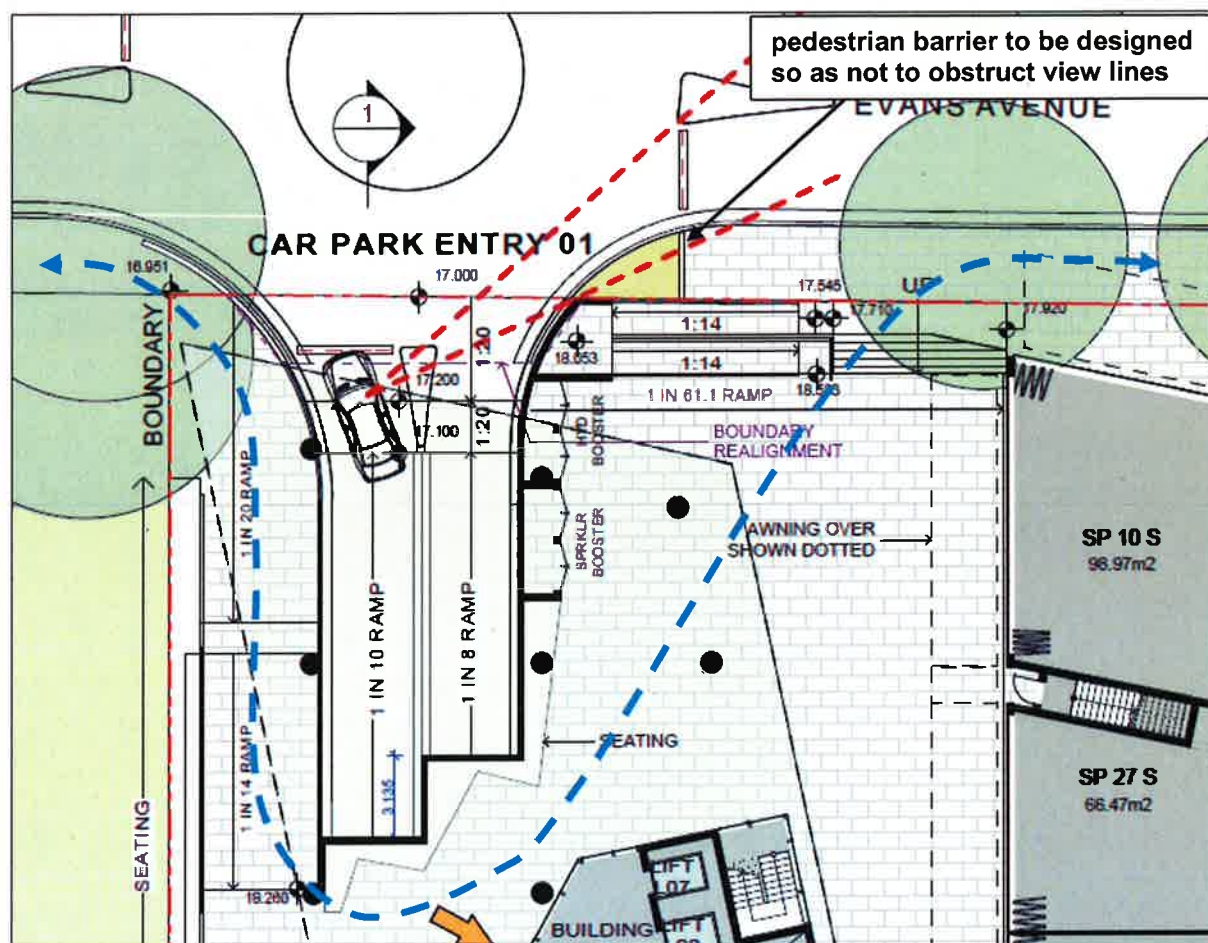 pedestrian barrier to be designed
so as not to obstruct view lines
EVANS AVENUE
1
CAR PARK ENTRY 01
16.951
17.000
BOUNDARY
UP
17.545
17.710
17.920
1:14
1:14
18.053
1:20
17.200
1:20
17.100
1 IN 61.1 RAMP
HYD
BOOSTER
BOUNDARY
REALIGNMENT
1 IN 20 RAMP
SPRKLR
BOOSTER
AWNING OVER
SHOWN DOTTED
SP 10 S
98.97m2
1 IN 10 RAMP
1 IN 8 RAMP
SEATING
1 IN 14 RAMP
3.135
SP 27 S
66.47m2
SEATING
LIFT
07
BUILDING
LIFT